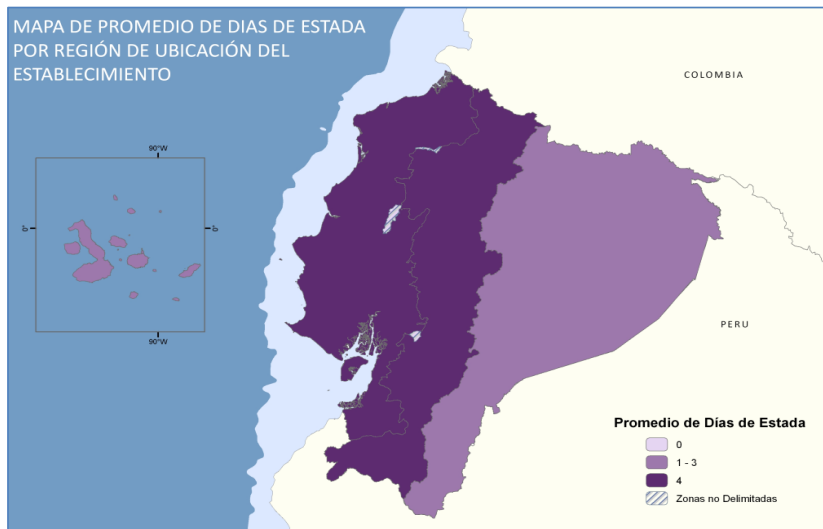 MAPA DE PROMEDIO DE DIAS DE ESTADA
POR REGIÓN DE UBICACIÓN DEL
ESTABLECIMIENTO
COLOMBIA
90°W
0°
0°
90°W
PERU
Promedio de Días de Estada
0
1 - 3
4
Zonas no Delimitadas